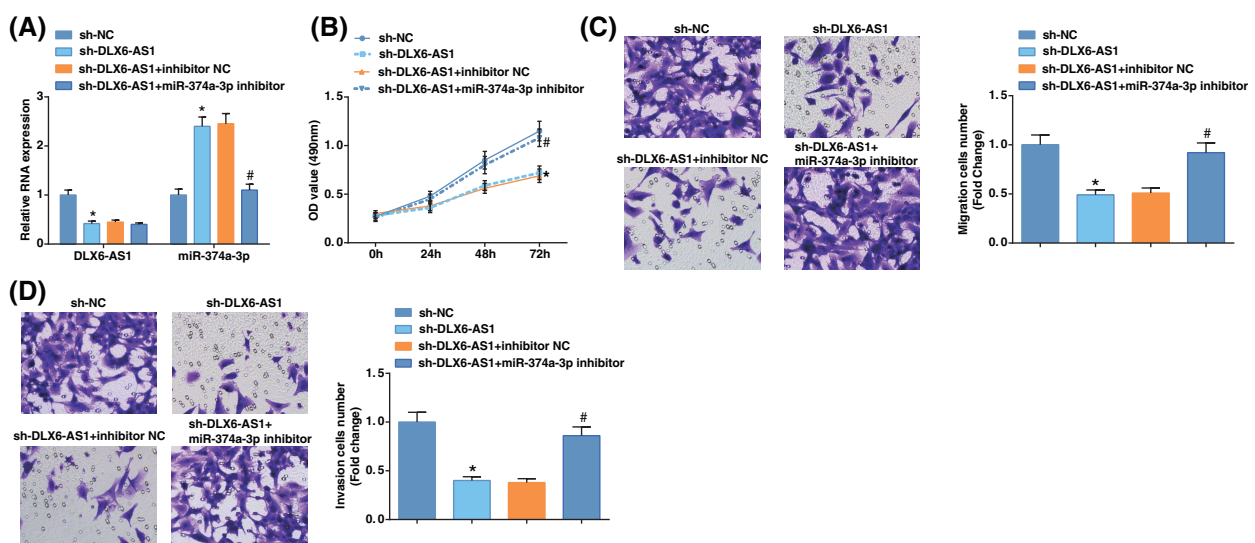 (A)
sh-NC
sh-DLX6-AS1
sh-DLX6-AS1+inhibitor NC
sh-DLX6-AS1+miR-374a-3p inhibitor
Relative RNA expression
3
2
1
0
*
*
#
DLX6-AS1
miR-374a-3p
(B)
sh-NC
sh-DLX6-AS1
sh-DLX6-AS1+inhibitor NC
sh-DLX6-AS1+miR-374a-3p inhibitor
OD value (490nm)
1.5
1.0
0.5
0.0
#
*
0h
24h
48h
72h
(C)
sh-NC
sh-DLX6-AS1
sh-DLX6-AS1+inhibitor NC
sh-DLX6-AS1+
miR-374a-3p inhibitor
sh-NC
sh-DLX6-AS1
sh-DLX6-AS1+inhibitor NC
sh-DLX6-AS1+miR-374a-3p inhibitor
Migration cells number
(Fold Change)
1.5
1.0
0.5
0.0
*
#
(D)
sh-NC
sh-DLX6-AS1
sh-DLX6-AS1+inhibitor NC
sh-DLX6-AS1+
miR-374a-3p inhibitor
sh-NC
sh-DLX6-AS1
sh-DLX6-AS1+inhibitor NC
sh-DLX6-AS1+miR-374a-3p inhibitor
Invasion cells number
(Fold change)
1.5
1.0
0.5
0.0
*
#